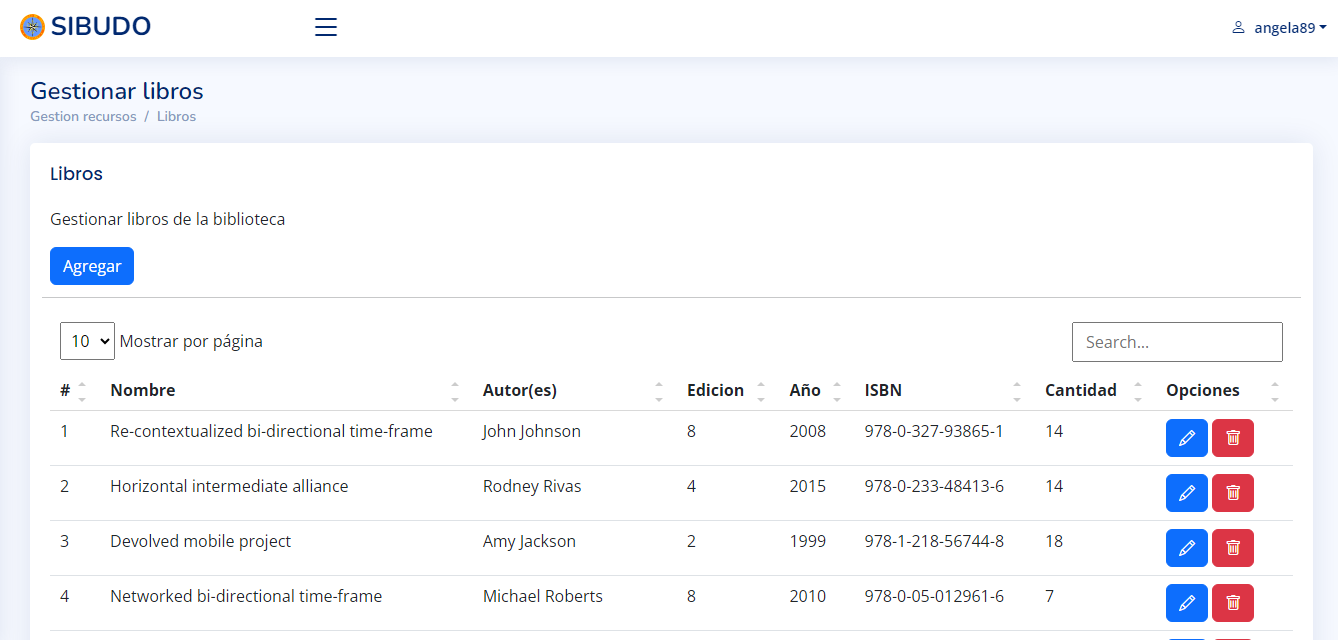 SIBUDO
angela89
Gestionar libros
Gestion recursos / Libros
Libros
Gestionar libros de la biblioteca
Agregar
10 Mostrar por página
Search...
# Nombre Autor(es) Edicion Año ISBN Cantidad Opciones
1 Re-contextualized bi-directional time-frame John Johnson 8 2008 978-0-327-93865-1 14
2 Horizontal intermediate alliance Rodney Rivas 4 2015 978-0-233-48413-6 14
3 Devolved mobile project Amy Jackson 2 1999 978-1-218-56744-8 18
4 Networked bi-directional time-frame Michael Roberts 8 2010 978-0-05-012961-6 7